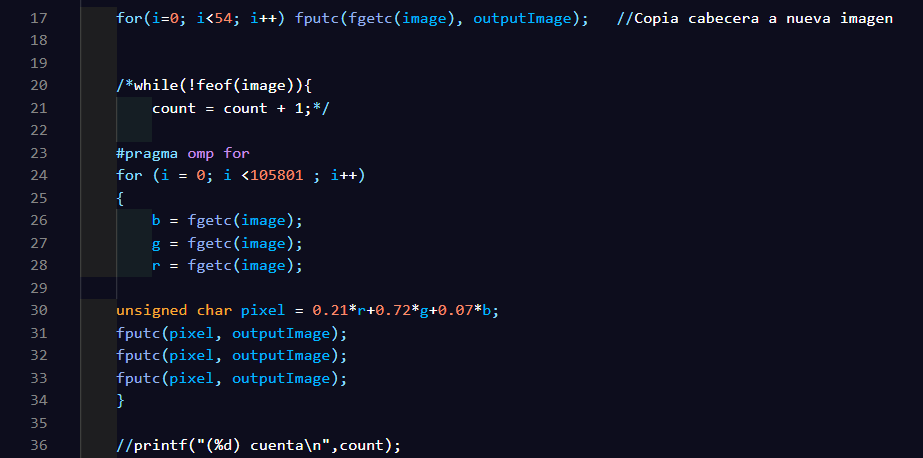 17 for(i=0; i<54; i++) fputc(fgetc(image), outputImage);   //Copia cabecera a nueva imagen
18
19
20 /*while(!feof(image)){
21     count = count + 1;*/
22
23 #pragma omp for
24 for (i = 0; i <105801 ; i++)
25 {
26     b = fgetc(image);
27     g = fgetc(image);
28     r = fgetc(image);
29
30 unsigned char pixel = 0.21*r+0.72*g+0.07*b;
31 fputc(pixel, outputImage);
32 fputc(pixel, outputImage);
33 fputc(pixel, outputImage);
34 }
35
36 //printf("(%d) cuenta\n",count);